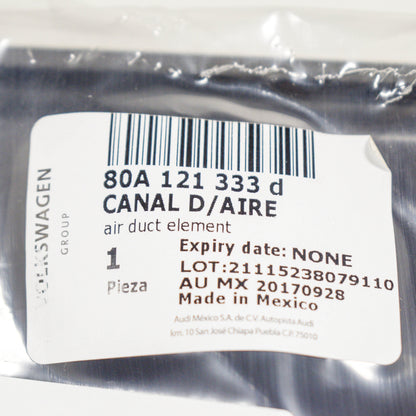 VOLKSWAGEN
GROUP
80A 121 333 d
CANAL D/AIRE
air duct element
1
Pieza
Expiry date: NONE
LOT:21115238079110
AU MX 20170928
Made in Mexico
Audi México S.A. de C.V. Autopista Audi
km. 10 San José Chiapa Puebla C.P. 75010